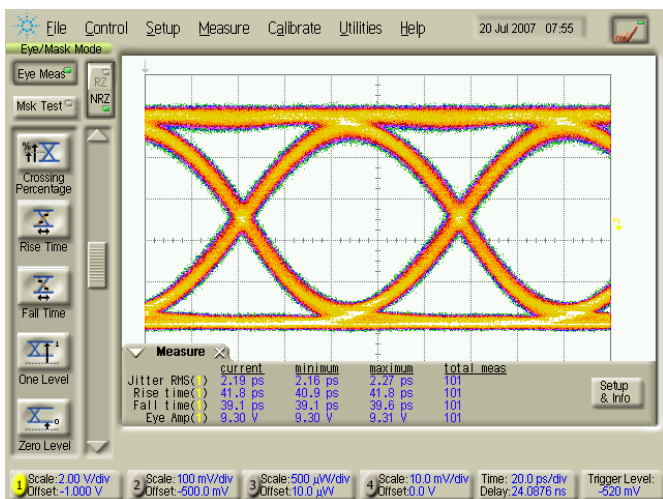 File Control Setup Measure Calibrate Utilities Help 20 Jul 2007 07:55
Eye/Mask Mode
Eye Meas
RZ
NRZ
Msk Test
%
Crossing
Percentage
Rise Time
Fall Time
1
One Level
0
Zero Level
Measure
current minimum maximum total meas
Jitter RMS(1) 2.19 ps 2.16 ps 2.27 ps 101
Rise time(1) 41.8 ps 40.9 ps 41.8 ps 101
Fall time(1) 39.1 ps 39.1 ps 39.6 ps 101
Eye Amp(1) 9.30 V 9.30 V 9.31 V 101
Setup
& Info
1 Scale:2.00 V/div
Offset:-1.000 V
2 Scale:100 mV/div
Offset:-500.0 mV
3 Scale:500 µW/div
Offset:10.0 µW
4 Scale:10.0 mV/div
Offset:0.0 V
Time: 20.0 ps/div
Delay:24.0876 ns
Trigger Level:
-520 mV